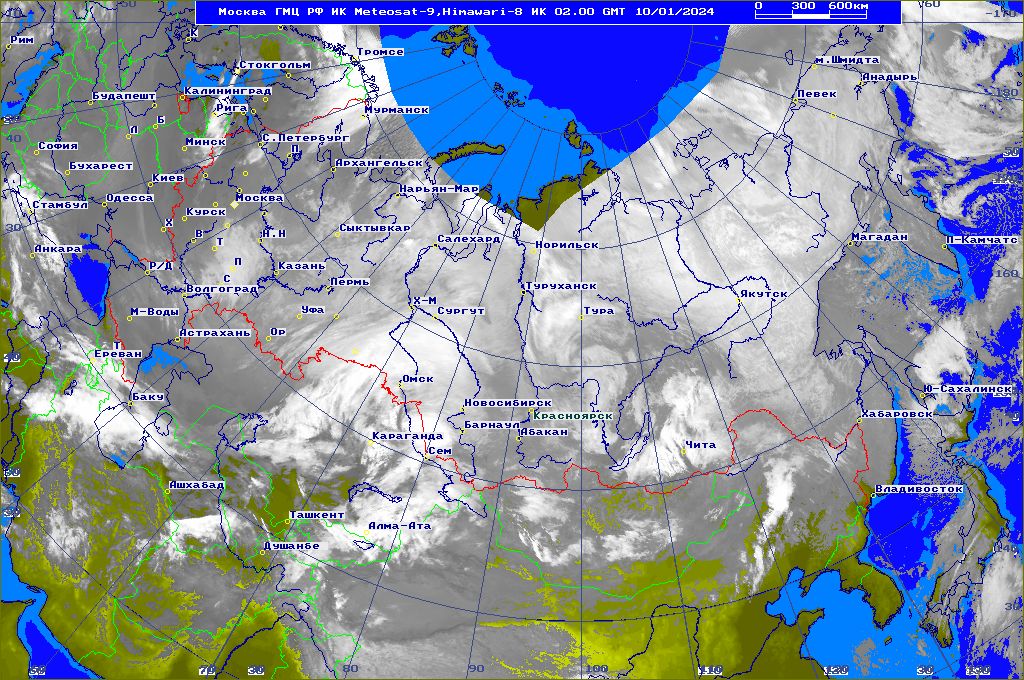 Москва ГМЦ РФ ИК Meteosat-9,Himawari-8 ИК 02.00 GMT 10/01/2024
0 300 600км
60
-170
Рим
К
Тромсе
Стокгольм
м.Шмидта
Анадырь
180
Будапешт
Калининград
Певек
Рига
Мурманск
Б
Л
40
С.Петербург
Минск
П
София
50
Архангельск
Бухарест
Киев
Нарьян-Мар
Одесса
Москва
Стамбул
Курск
30
Х
В
Н.Н
Сыктывкар
Салехард
Магадан
П-Камчатс
Т
Норильск
Анкара
П
Р/Д
Казань
160
С
Волгоград
Пермь
Туруханск
Якутск
Х-М
М-Воды
Уфа
Сургут
Тура
Астрахань
Ор
Т
Ереван
Омск
Баку
Ю-Сахалинск
Новосибирск
Красноярск
Хабаровск
Барнаул
Абакан
Караганда
Чита
Сем
Ашхабад
Владивосток
Ташкент
Алма-Ата
Душанбе
140
30
50
70
30
80
90
100
110
120
30
130